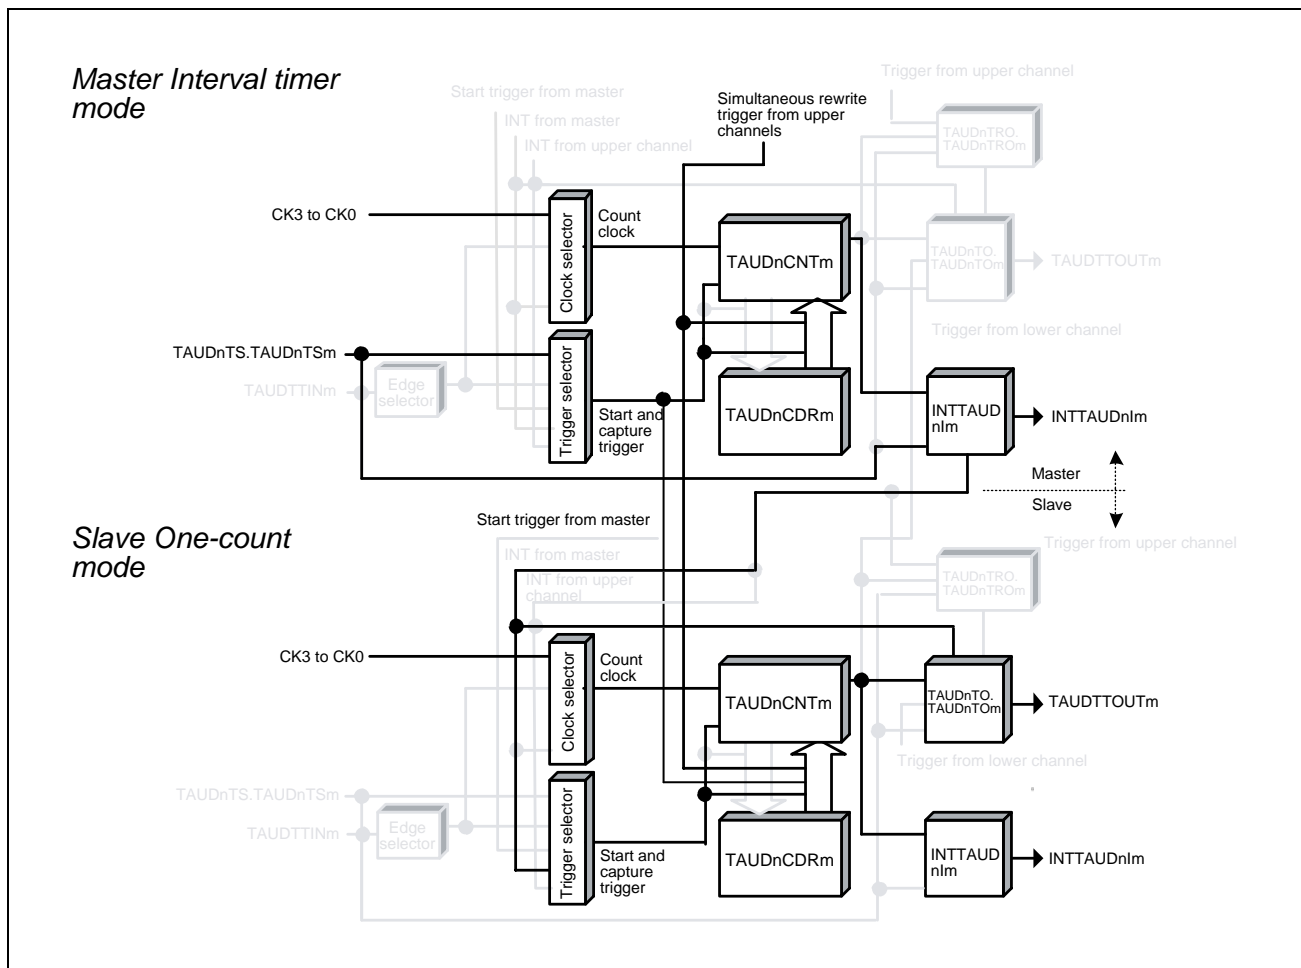 Master Interval timer
mode
Start trigger from master
INT from master
INT from upper channel
Simultaneous rewrite
trigger from upper
channels
Trigger from upper channel
TAUDnTRO.
TAUDnTROm
CK3 to CK0
Clock selector
Count
clock
TAUDnCNTm
TAUDnTO.
TAUDnTOm
TAUDTTOUTm
Trigger from lower channel
TAUDnTS.TAUDnTSm
TAUDTTINm
Edge
selector
Trigger selector
Start and
capture
trigger
TAUDnCDRm
INTTAUD
nIm
INTTAUDnIm
Master
Slave
Slave One-count
mode
Start trigger from master
INT from master
INT from upper
channel
Trigger from upper channel
TAUDnTRO.
TAUDnTROm
CK3 to CK0
Clock selector
Count
clock
TAUDnCNTm
TAUDnTO.
TAUDnTOm
TAUDTTOUTm
Trigger from lower channel
TAUDnTS.TAUDnTSm
TAUDTTINm
Edge
selector
Trigger selector
Start and
capture
trigger
TAUDnCDRm
INTTAUD
nIm
INTTAUDnIm